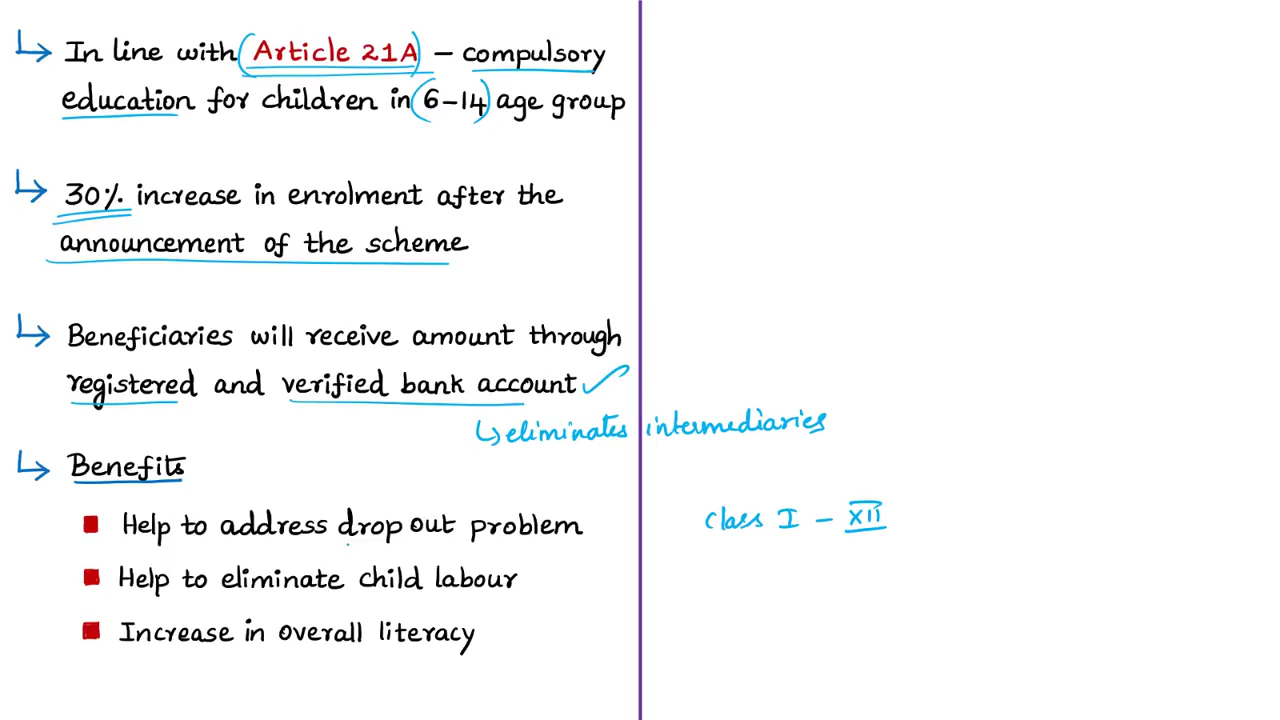 In line with (Article 21A) – compulsory
education for children in (6–14) age group
30% increase in enrolment after the
announcement of the scheme
Beneficiaries will receive amount through
registered and verified bank account
eliminates intermediaries
Benefits
Help to address drop out problem
Help to eliminate child labour
Increase in overall literacy
Class I – XII